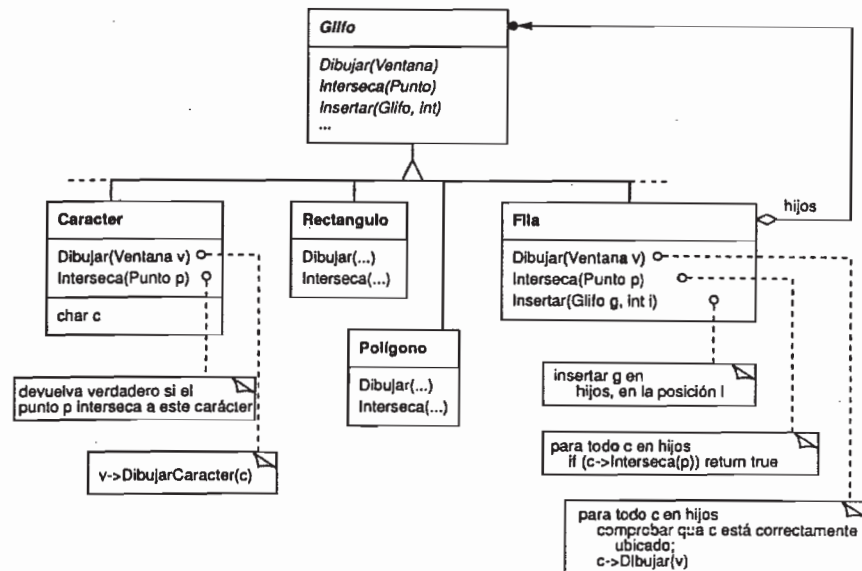 Glifo
Dibujar(Ventana)
Interseca(Punto)
Insertar(Glifo, int)
...
hijos
Caracter
Dibujar(Ventana v)
Interseca(Punto p)
char c
Rectangulo
Dibujar(...)
Interseca(...)
Fila
Dibujar(Ventana v)
Interseca(Punto p)
Insertar(Glifo g, int i)
Polígono
Dibujar(...)
Interseca(...)
devuelva verdadero si el
punto p interseca a este carácter
v->DibujarCaracter(c)
insertar g en
hijos, en la posición i
para todo c en hijos
if (c->Interseca(p)) return true
para todo c en hijos
comprobar que c está correctamente
ubicado;
c->Dibujar(v)